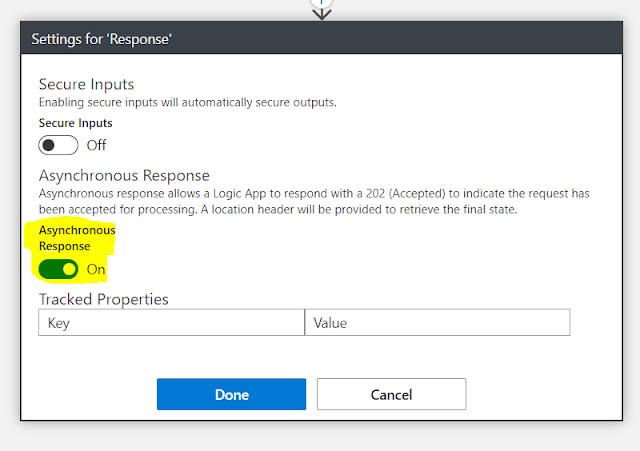 Settings for 'Response'
Secure Inputs
Enabling secure inputs will automatically secure outputs.
Secure Inputs
Off
Asynchronous Response
Asynchronous response allows a Logic App to respond with a 202 (Accepted) to indicate the request has
been accepted for processing. A location header will be provided to retrieve the final state.
Asynchronous
Response
On
Tracked Properties
Key Value
Done Cancel